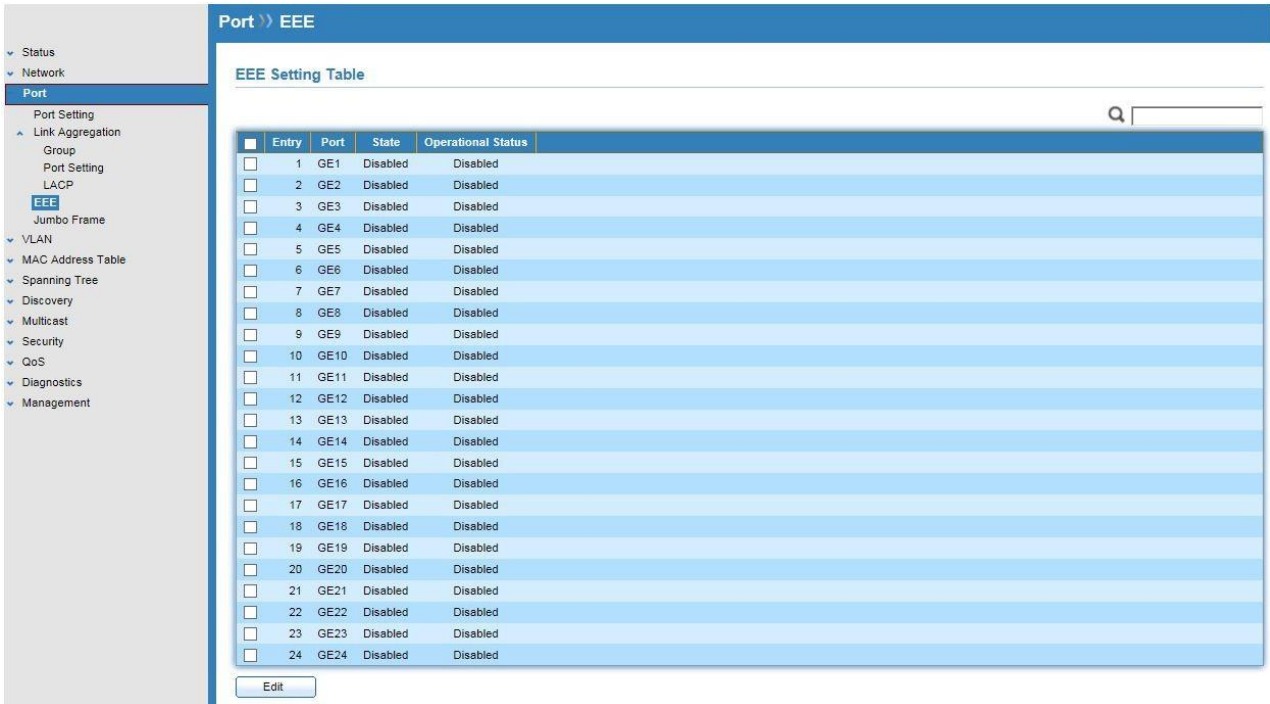 Port » EEE
Status
Network
Port
Port Setting
Link Aggregation
Group
Port Setting
LACP
EEE
Jumbo Frame
VLAN
MAC Address Table
Spanning Tree
Discovery
Multicast
Security
QoS
Diagnostics
Management
EEE Setting Table
Entry Port State Operational Status
1 GE1 Disabled Disabled
2 GE2 Disabled Disabled
3 GE3 Disabled Disabled
4 GE4 Disabled Disabled
5 GE5 Disabled Disabled
6 GE6 Disabled Disabled
7 GE7 Disabled Disabled
8 GE8 Disabled Disabled
9 GE9 Disabled Disabled
10 GE10 Disabled Disabled
11 GE11 Disabled Disabled
12 GE12 Disabled Disabled
13 GE13 Disabled Disabled
14 GE14 Disabled Disabled
15 GE15 Disabled Disabled
16 GE16 Disabled Disabled
17 GE17 Disabled Disabled
18 GE18 Disabled Disabled
19 GE19 Disabled Disabled
20 GE20 Disabled Disabled
21 GE21 Disabled Disabled
22 GE22 Disabled Disabled
23 GE23 Disabled Disabled
24 GE24 Disabled Disabled
Edit